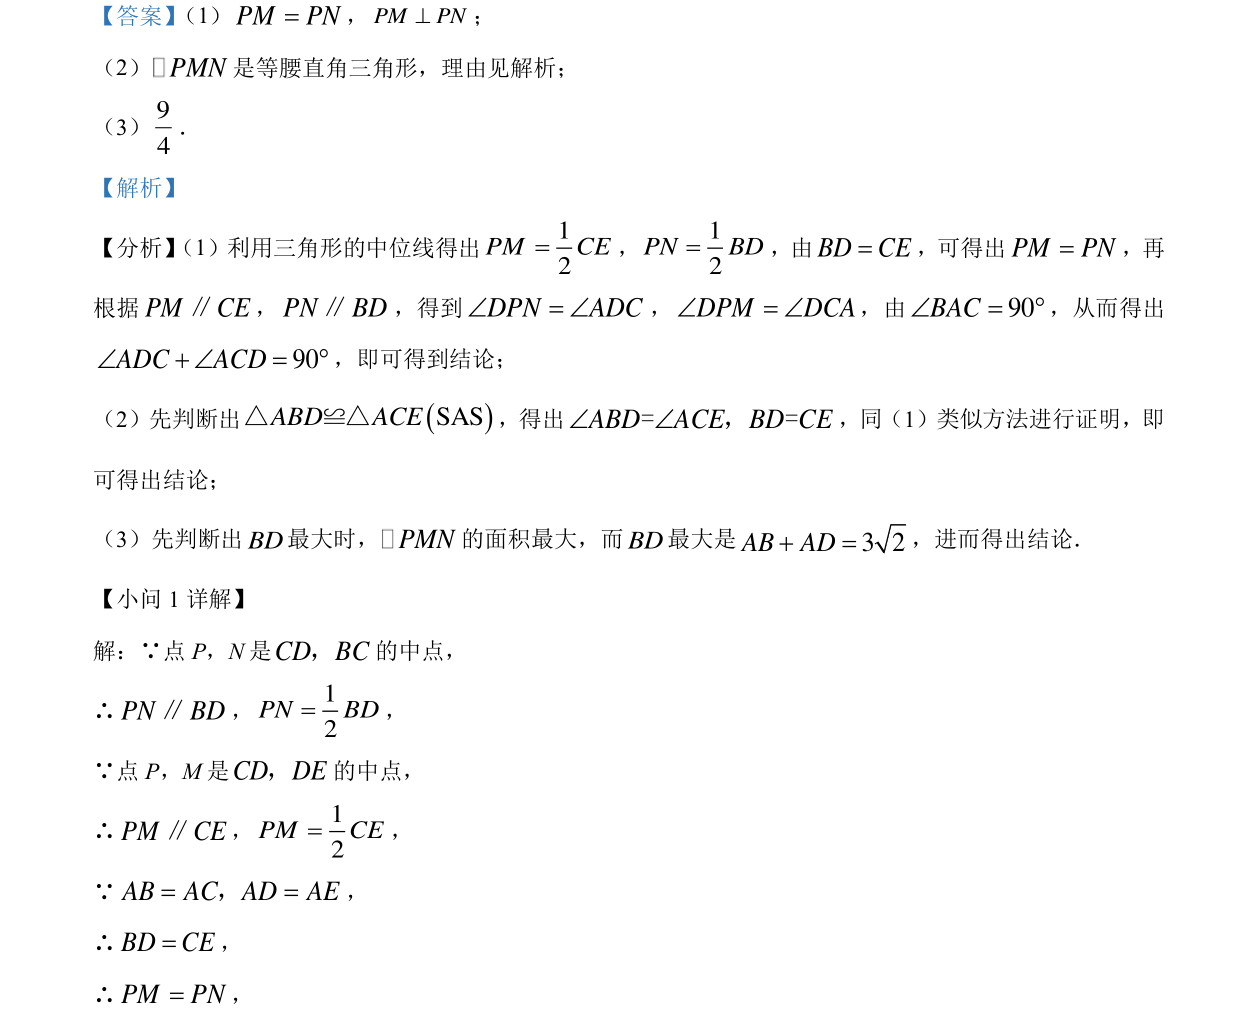 【答案】（1）PM = PN，PM ⊥ PN；
（2）□PMN 是等腰直角三角形，理由见解析；
（3）9/4．
【解析】
【分析】（1）利用三角形的中位线得出 PM = 1/2 CE，PN = 1/2 BD，由 BD = CE，可得出 PM = PN，再
根据 PM ∥ CE，PN ∥ BD，得到∠DPN = ∠ADC，∠DPM = ∠DCA，由 ∠BAC = 90°，从而得出
∠ADC + ∠ACD = 90°，即可得到结论；
（2）先判断出△ABD≌△ACE(SAS)，得出∠ABD=∠ACE，BD=CE，同（1）类似方法进行证明，即
可得出结论；
（3）先判断出 BD 最大时，□PMN 的面积最大，而 BD 最大是 AB + AD = 3√2，进而得出结论．
【小问 1 详解】
解：∵点 P，N 是 CD，BC 的中点，
∴ PN ∥ BD，PN = 1/2 BD，
∵点 P，M 是 CD，DE 的中点，
∴ PM ∥ CE，PM = 1/2 CE，
∵ AB = AC，AD = AE，
∴ BD = CE，
∴ PM = PN，